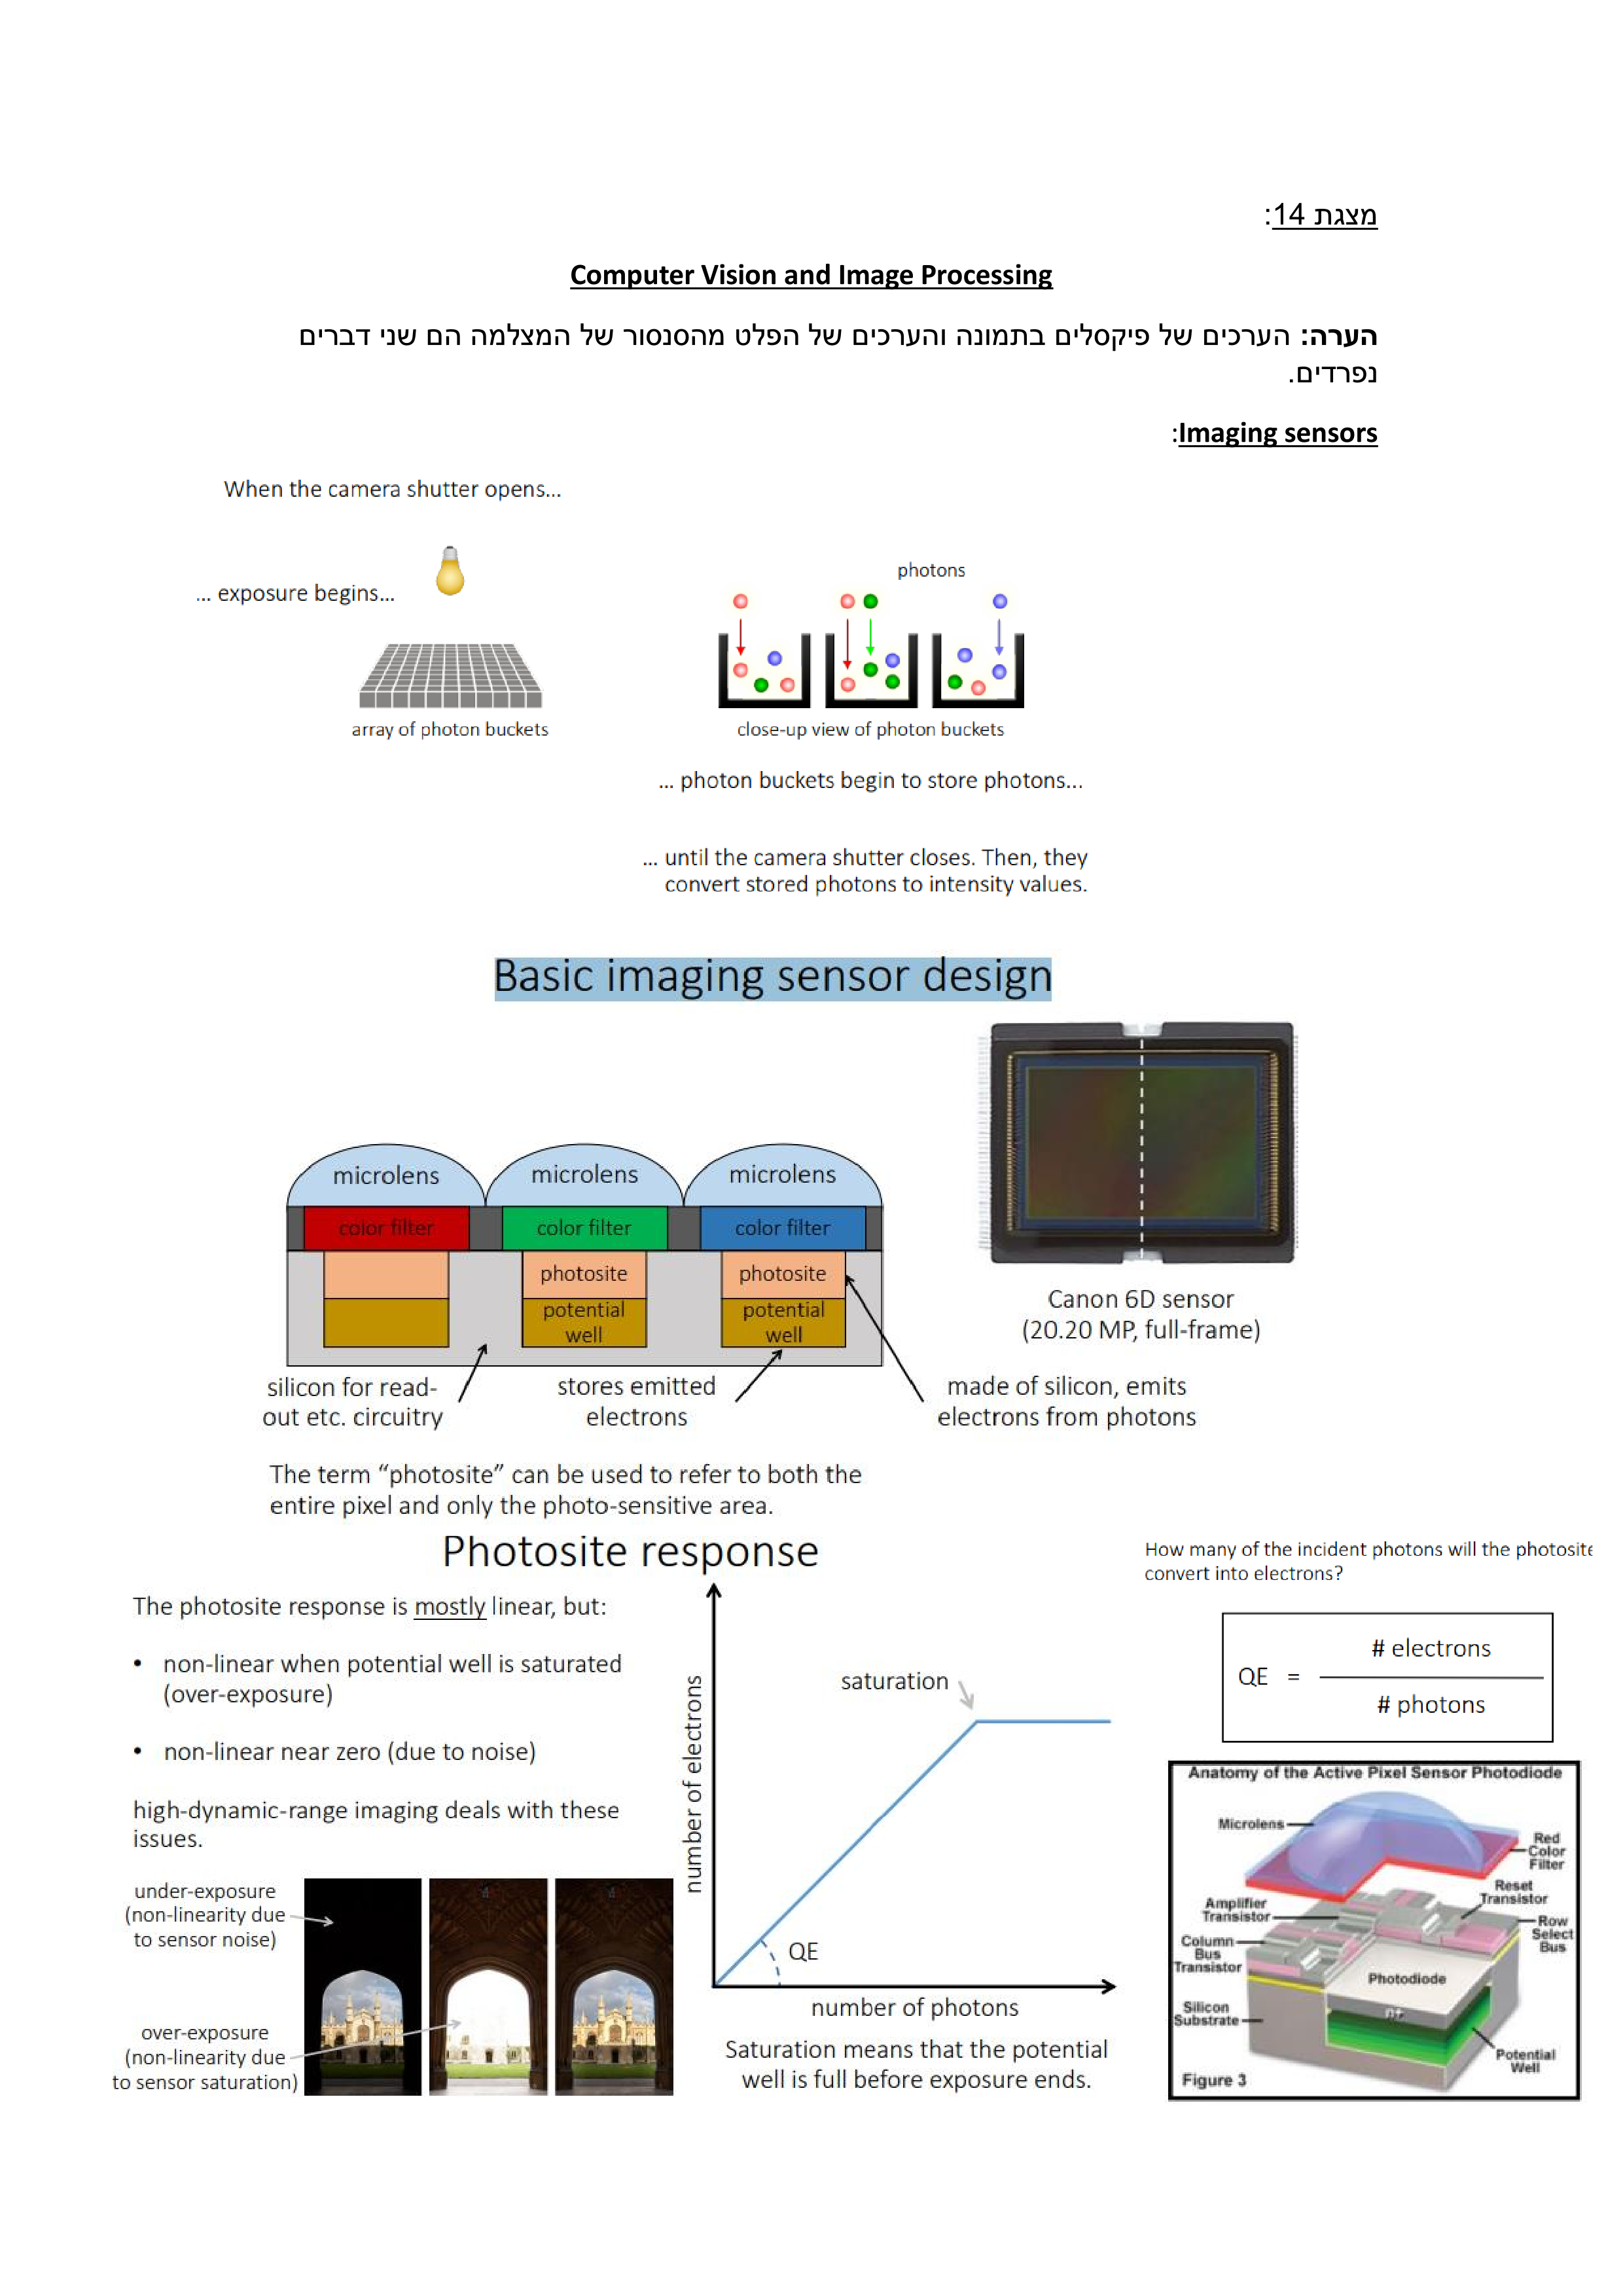 מצגת 14:
Computer Vision and Image Processing
הערה: הערכים של פיקסלים בתמונה והערכים של הפלט מהסנסור של המצלמה הם שני דברים
נפרדים.
Imaging sensors:
When the camera shutter opens...
... exposure begins...
photons
array of photon buckets
close-up view of photon buckets
... photon buckets begin to store photons...
... until the camera shutter closes. Then, they
convert stored photons to intensity values.
Basic imaging sensor design
microlens
microlens
microlens
color filter
color filter
color filter
photosite
photosite
potential
well
potential
well
Canon 6D sensor
(20.20 MP, full-frame)
silicon for read-
out etc. circuitry
stores emitted
electrons
made of silicon, emits
electrons from photons
The term “photosite” can be used to refer to both the
entire pixel and only the photo-sensitive area.
Photosite response
The photosite response is mostly linear, but:
• non-linear when potential well is saturated
(over-exposure)
• non-linear near zero (due to noise)
high-dynamic-range imaging deals with these
issues.
under-exposure
(non-linearity due
to sensor noise)
over-exposure
(non-linearity due
to sensor saturation)
number of electrons
saturation
QE
number of photons
Saturation means that the potential
well is full before exposure ends.
How many of the incident photons will the photosite
convert into electrons?
QE = # electrons
# photons
Anatomy of the Active Pixel Sensor Photodiode
Microlens
Red
Color
Filter
Reset
Transistor
Amplifier
Transistor
Row
Select
Bus
Column
Bus
Transistor
Photodiode
n+
Silicon
Substrate
Potential
Well
Figure 3